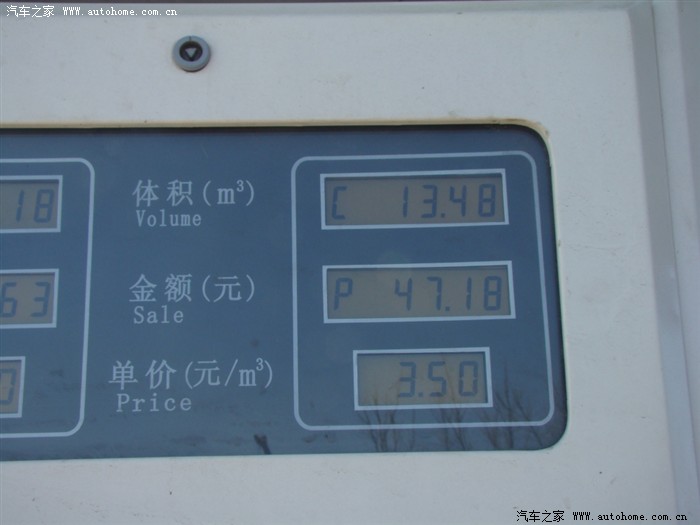 汽车之家 www.autohome.com.cn
18
体积(m³)
Volume
C 13.48
63
金额(元)
Sale
P 47.18
0
单价(元/m³)
Price
3.50
汽车之家
www.autohome.com.cn